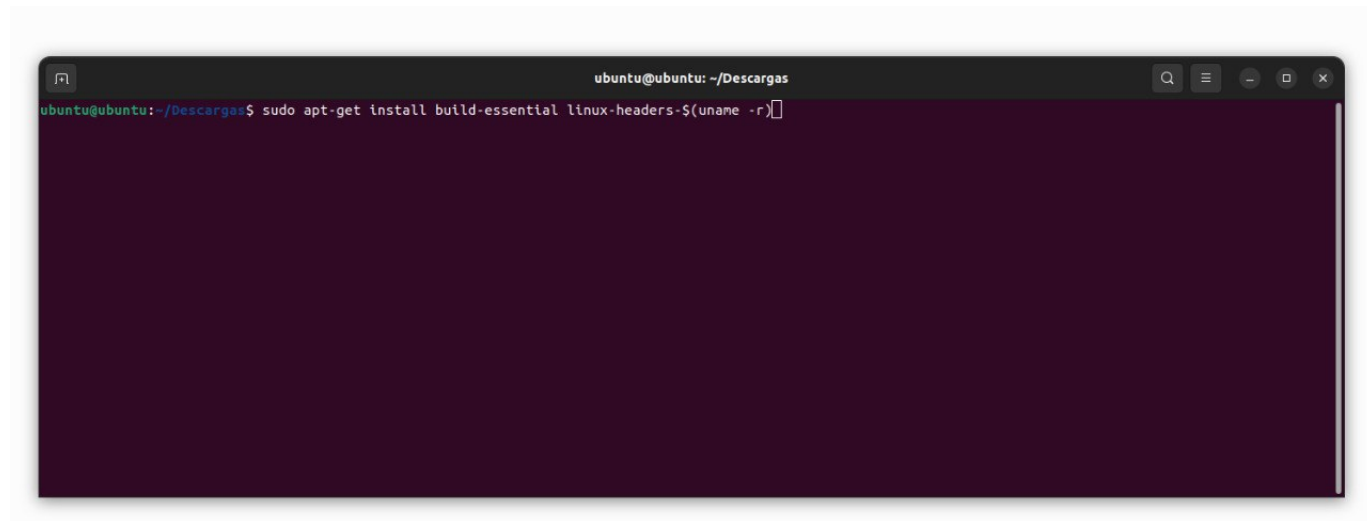 ubuntu@ubuntu: ~/Descargas
ubuntu@ubuntu:~/Descargas$ sudo apt-get install build-essential linux-headers-$(uname -r)